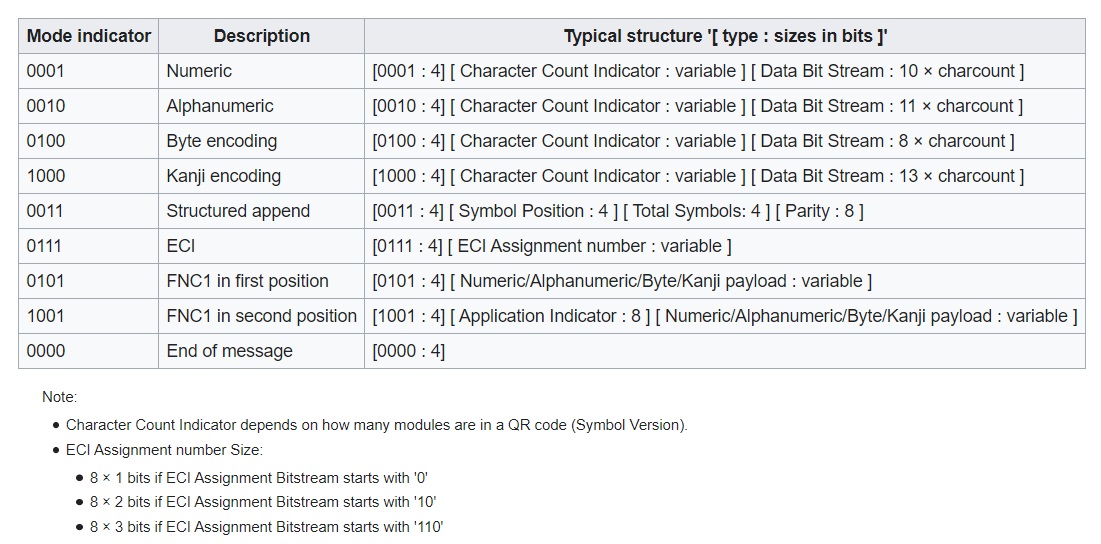 Mode indicator Description Typical structure '[ type : sizes in bits ]'
0001 Numeric [0001 : 4] [ Character Count Indicator : variable ] [ Data Bit Stream : 10 × charcount ]
0010 Alphanumeric [0010 : 4] [ Character Count Indicator : variable ] [ Data Bit Stream : 11 × charcount ]
0100 Byte encoding [0100 : 4] [ Character Count Indicator : variable ] [ Data Bit Stream : 8 × charcount ]
1000 Kanji encoding [1000 : 4] [ Character Count Indicator : variable ] [ Data Bit Stream : 13 × charcount ]
0011 Structured append [0011 : 4] [ Symbol Position : 4 ] [ Total Symbols: 4 ] [ Parity : 8 ]
0111 ECI [0111 : 4] [ ECI Assignment number : variable ]
0101 FNC1 in first position [0101 : 4] [ Numeric/Alphanumeric/Byte/Kanji payload : variable ]
1001 FNC1 in second position [1001 : 4] [ Application Indicator : 8 ] [ Numeric/Alphanumeric/Byte/Kanji payload : variable ]
0000 End of message [0000 : 4]
Note:
• Character Count Indicator depends on how many modules are in a QR code (Symbol Version).
• ECI Assignment number Size:
• 8 × 1 bits if ECI Assignment Bitstream starts with '0'
• 8 × 2 bits if ECI Assignment Bitstream starts with '10'
• 8 × 3 bits if ECI Assignment Bitstream starts with '110'